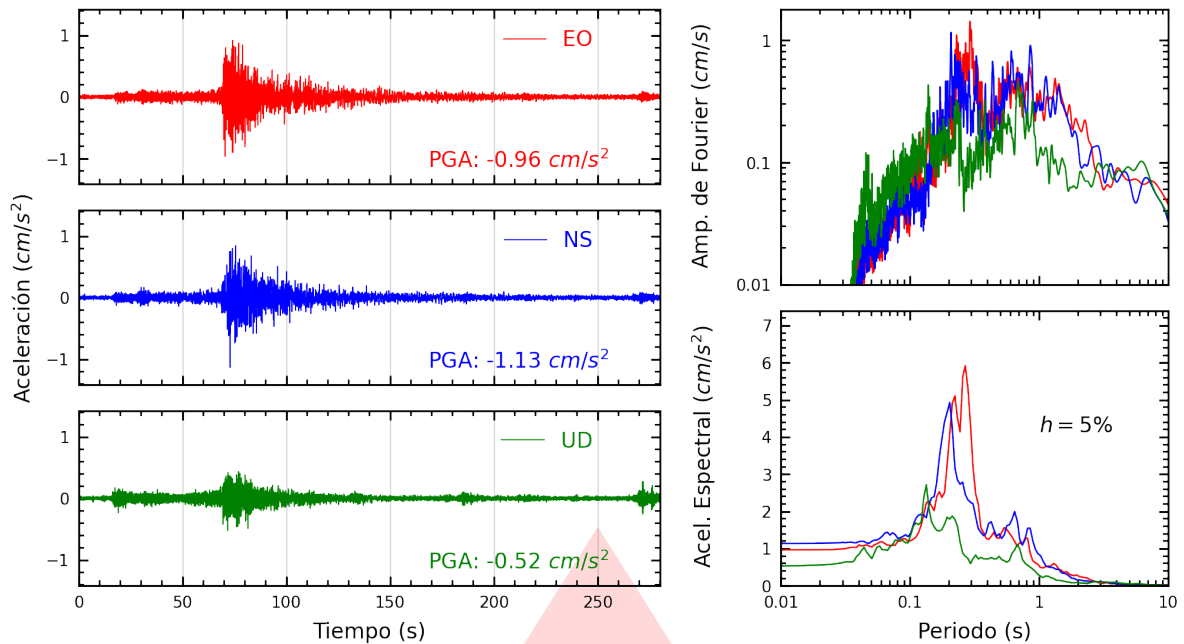 Aceleración (cm/s²)
1
0
−1
EO
PGA: -0.96 cm/s²
1
0
−1
NS
PGA: -1.13 cm/s²
1
0
−1
UD
PGA: -0.52 cm/s²
0 50 100 150 200 250
Tiempo (s)
Amp. de Fourier (cm/s)
1
0.1
0.01
Acel. Espectral (cm/s²)
7
6
5
4
3
2
1
0
h = 5%
0.01 0.1 1 10
Periodo (s)